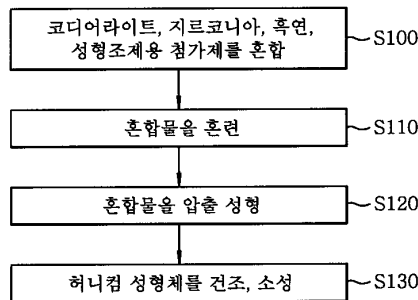 코디어라이트, 지르코니아, 흑연,
성형조제용 첨가제를 혼합
S100
혼합물을 혼련
S110
혼합물을 압출 성형
S120
허니컴 성형체를 건조, 소성
S130